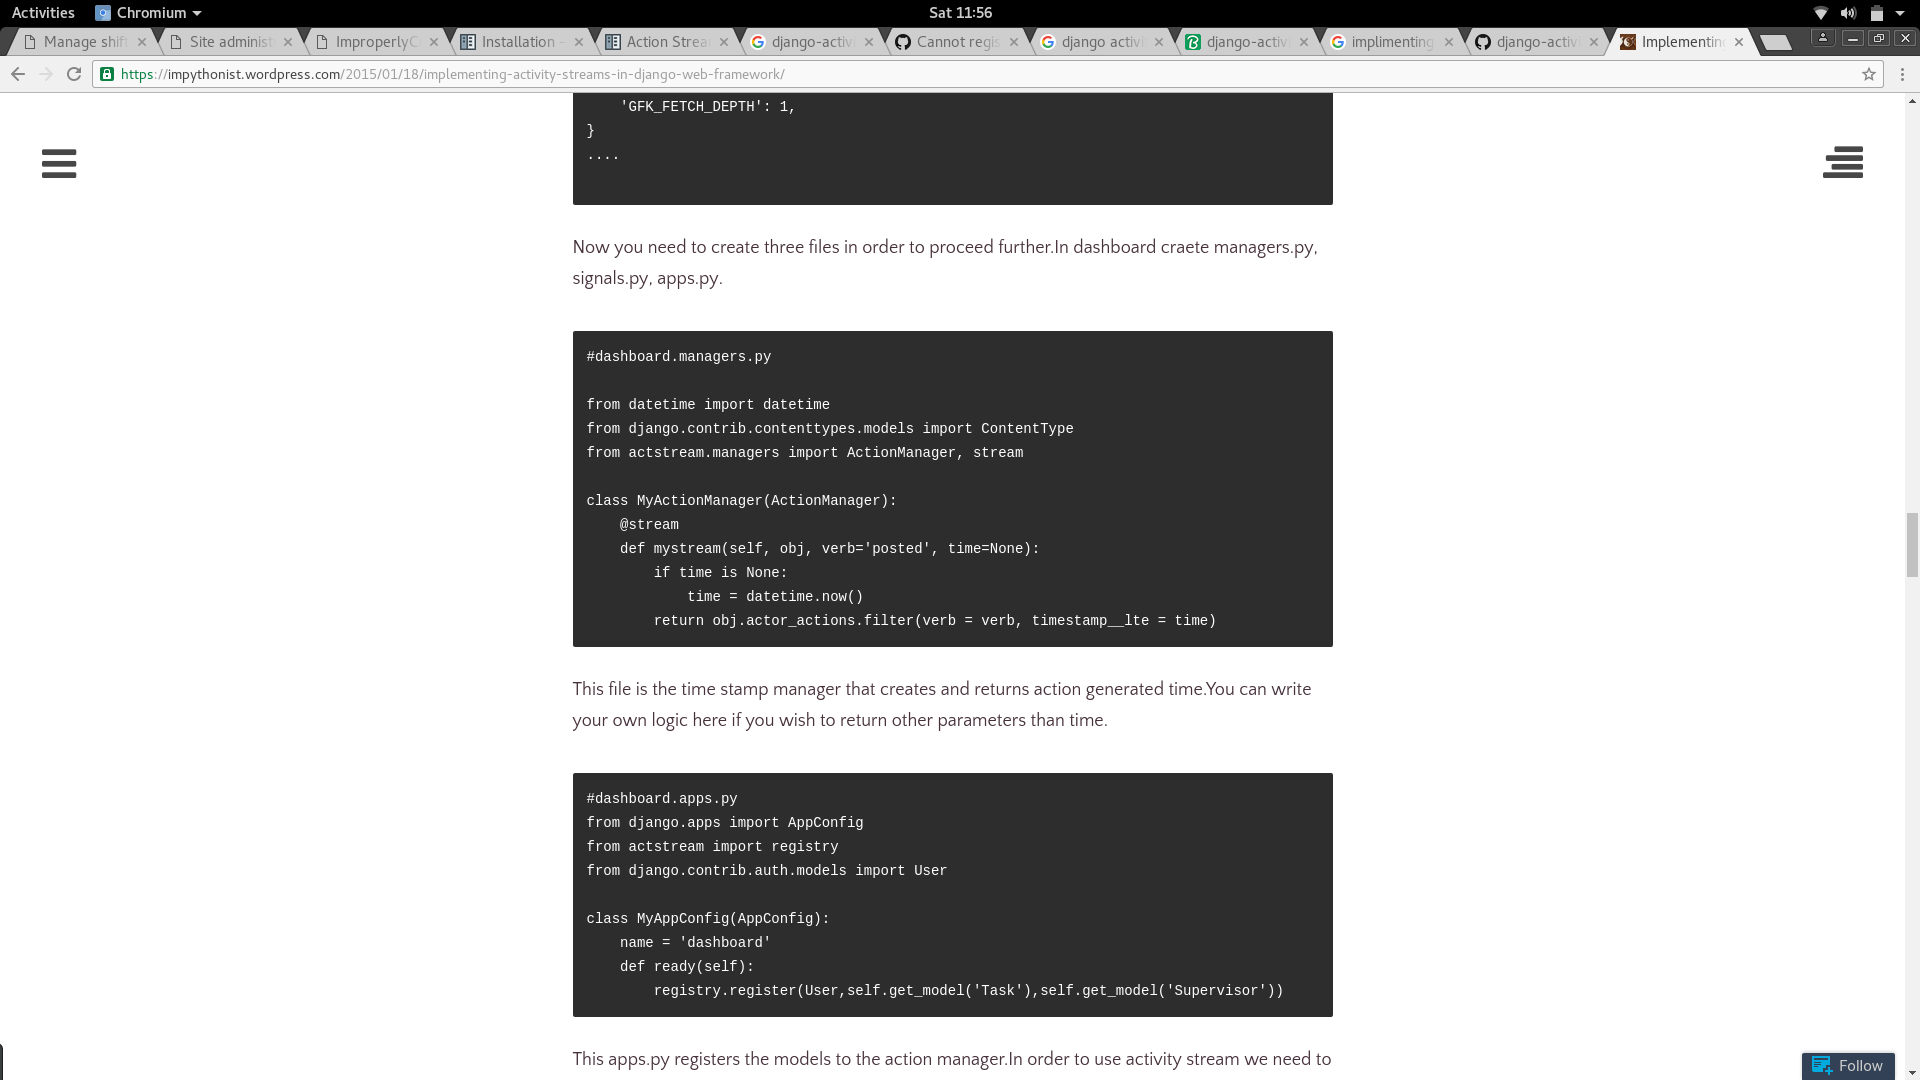 Activities Chromium Sat 11:56
Manage shif Site administ ImproperlyC Installation - Action Strea django-activ Cannot regis django activi django-activ implimenting django-activ Implementing
https://impythonist.wordpress.com/2015/01/18/implementing-activity-streams-in-django-web-framework/
'GFK_FETCH_DEPTH': 1,
}
....
Now you need to create three files in order to proceed further.In dashboard craete managers.py,
signals.py, apps.py.
#dashboard.managers.py
from datetime import datetime
from django.contrib.contenttypes.models import ContentType
from actstream.managers import ActionManager, stream
class MyActionManager(ActionManager):
@stream
def mystream(self, obj, verb='posted', time=None):
if time is None:
time = datetime.now()
return obj.actor_actions.filter(verb = verb, timestamp__lte = time)
This file is the time stamp manager that creates and returns action generated time.You can write
your own logic here if you wish to return other parameters than time.
#dashboard.apps.py
from django.apps import AppConfig
from actstream import registry
from django.contrib.auth.models import User
class MyAppConfig(AppConfig):
name = 'dashboard'
def ready(self):
registry.register(User,self.get_model('Task'),self.get_model('Supervisor'))
This apps.py registers the models to the action manager.In order to use activity stream we need to
Follow